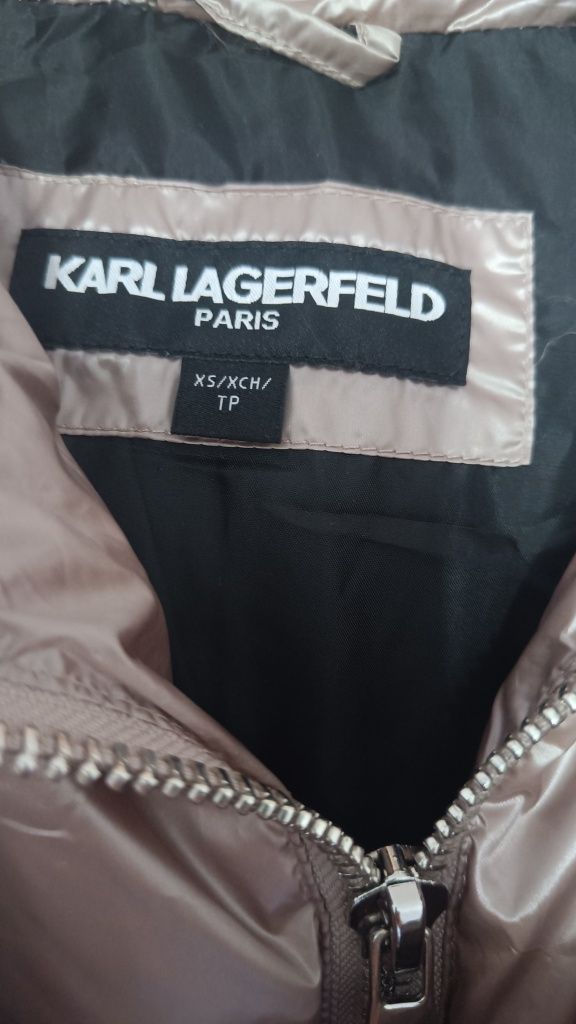 KARL LAGERFELD
PARIS
XS/XCH/
TP